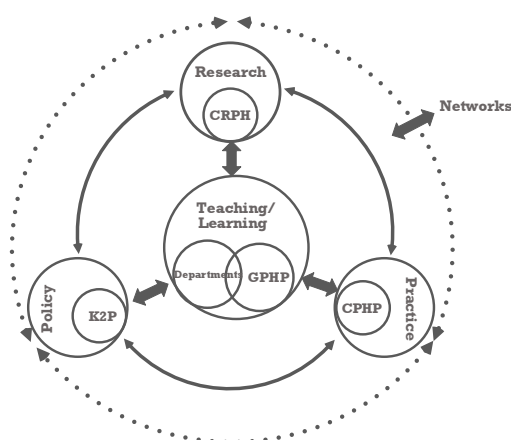 Research
CRPH
Networks
Teaching/
Learning
Departments
GPHP
Policy
K2P
CPHP
Practice